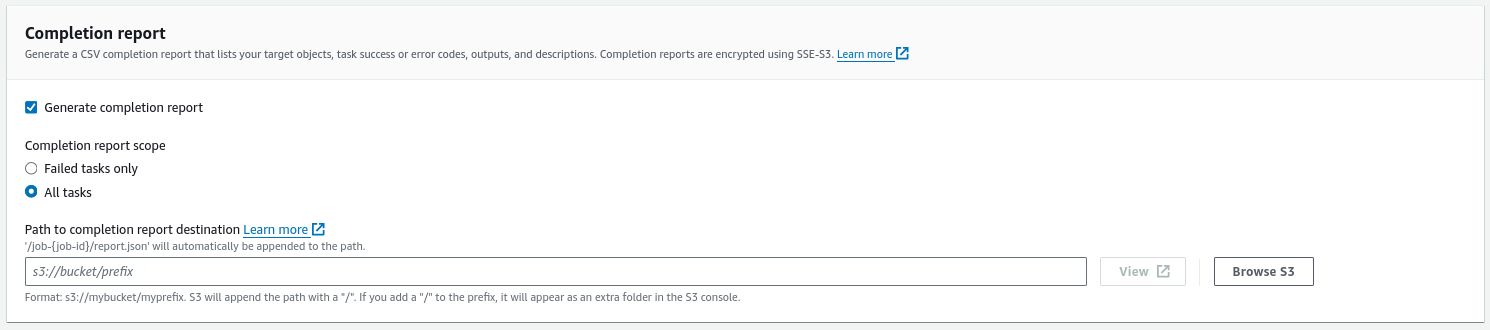 Completion report
Generate a CSV completion report that lists your target objects, task success or error codes, outputs, and descriptions. Completion reports are encrypted using SSE-S3. Learn more
Generate completion report
Completion report scope
Failed tasks only
All tasks
Path to completion report destination Learn more
'/job-{job-id}/report.json' will automatically be appended to the path.
s3://bucket/prefix
View
Browse S3
Format: s3://mybucket/myprefix. S3 will append the path with a "/". If you add a "/" to the prefix, it will appear as an extra folder in the S3 console.